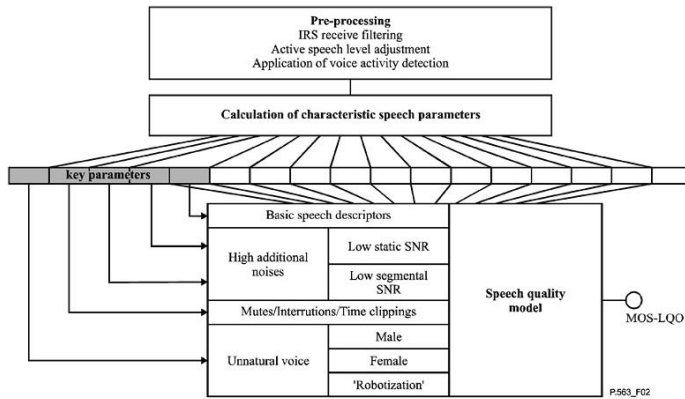 Pre-processing
IRS receive filtering
Active speech level adjustment
Application of voice activity detection
Calculation of characteristic speech parameters
key parameters
Basic speech descriptors
High additional
noises
Low static SNR
Low segmental
SNR
Mutes/Interrutions/Time clippings
Unnatural voice
Male
Female
'Robotization'
Speech quality
model
MOS-LQO
P.563_F02